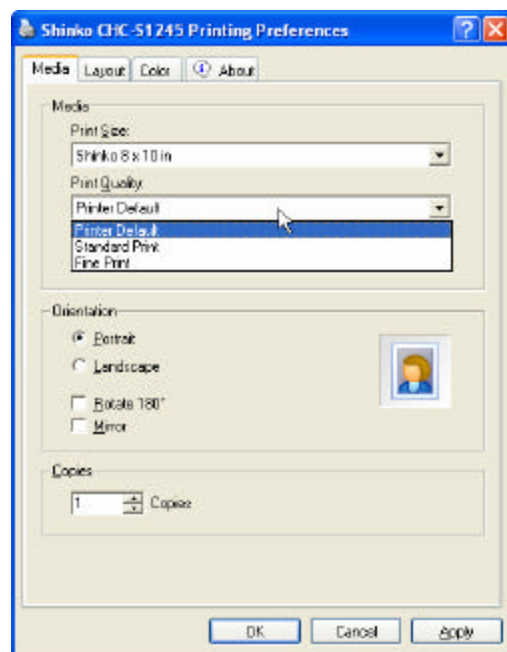 Shinko CHC-S1245 Printing Preferences
Media Layout Color About
Media
Print Size:
Shinko 8 x 10 in
Print Quality:
Printer Default
Printer Default
Standard Print
Fine Print
Orientation
Portrait
Landscape
Rotate 180°
Mirror
Copies
1 Copies
OK Cancel Apply